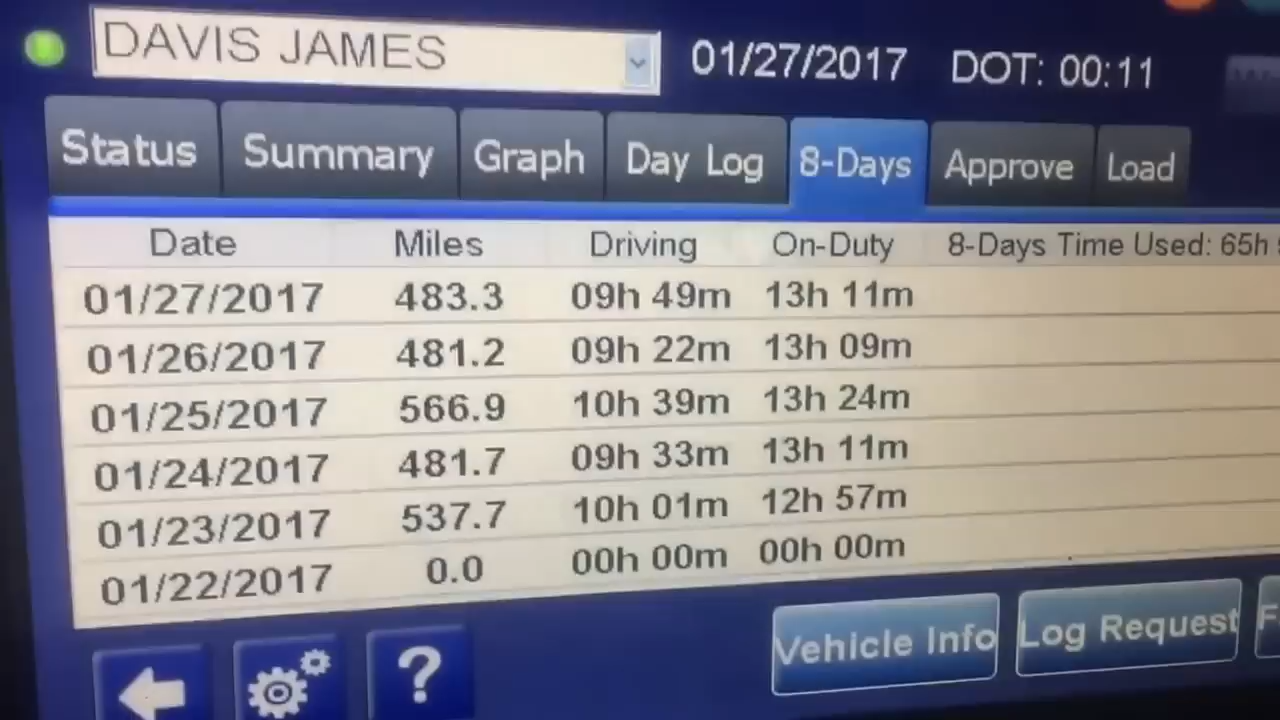 DAVIS JAMES 01/27/2017 DOT: 00:11
Status Summary Graph Day Log 8-Days Approve Load
Date Miles Driving On-Duty 8-Days Time Used: 65h
01/27/2017 483.3 09h 49m 13h 11m
01/26/2017 481.2 09h 22m 13h 09m
01/25/2017 566.9 10h 39m 13h 24m
01/24/2017 481.7 09h 33m 13h 11m
01/23/2017 537.7 10h 01m 12h 57m
01/22/2017 0.0 00h 00m 00h 00m
? Vehicle Info Log Request